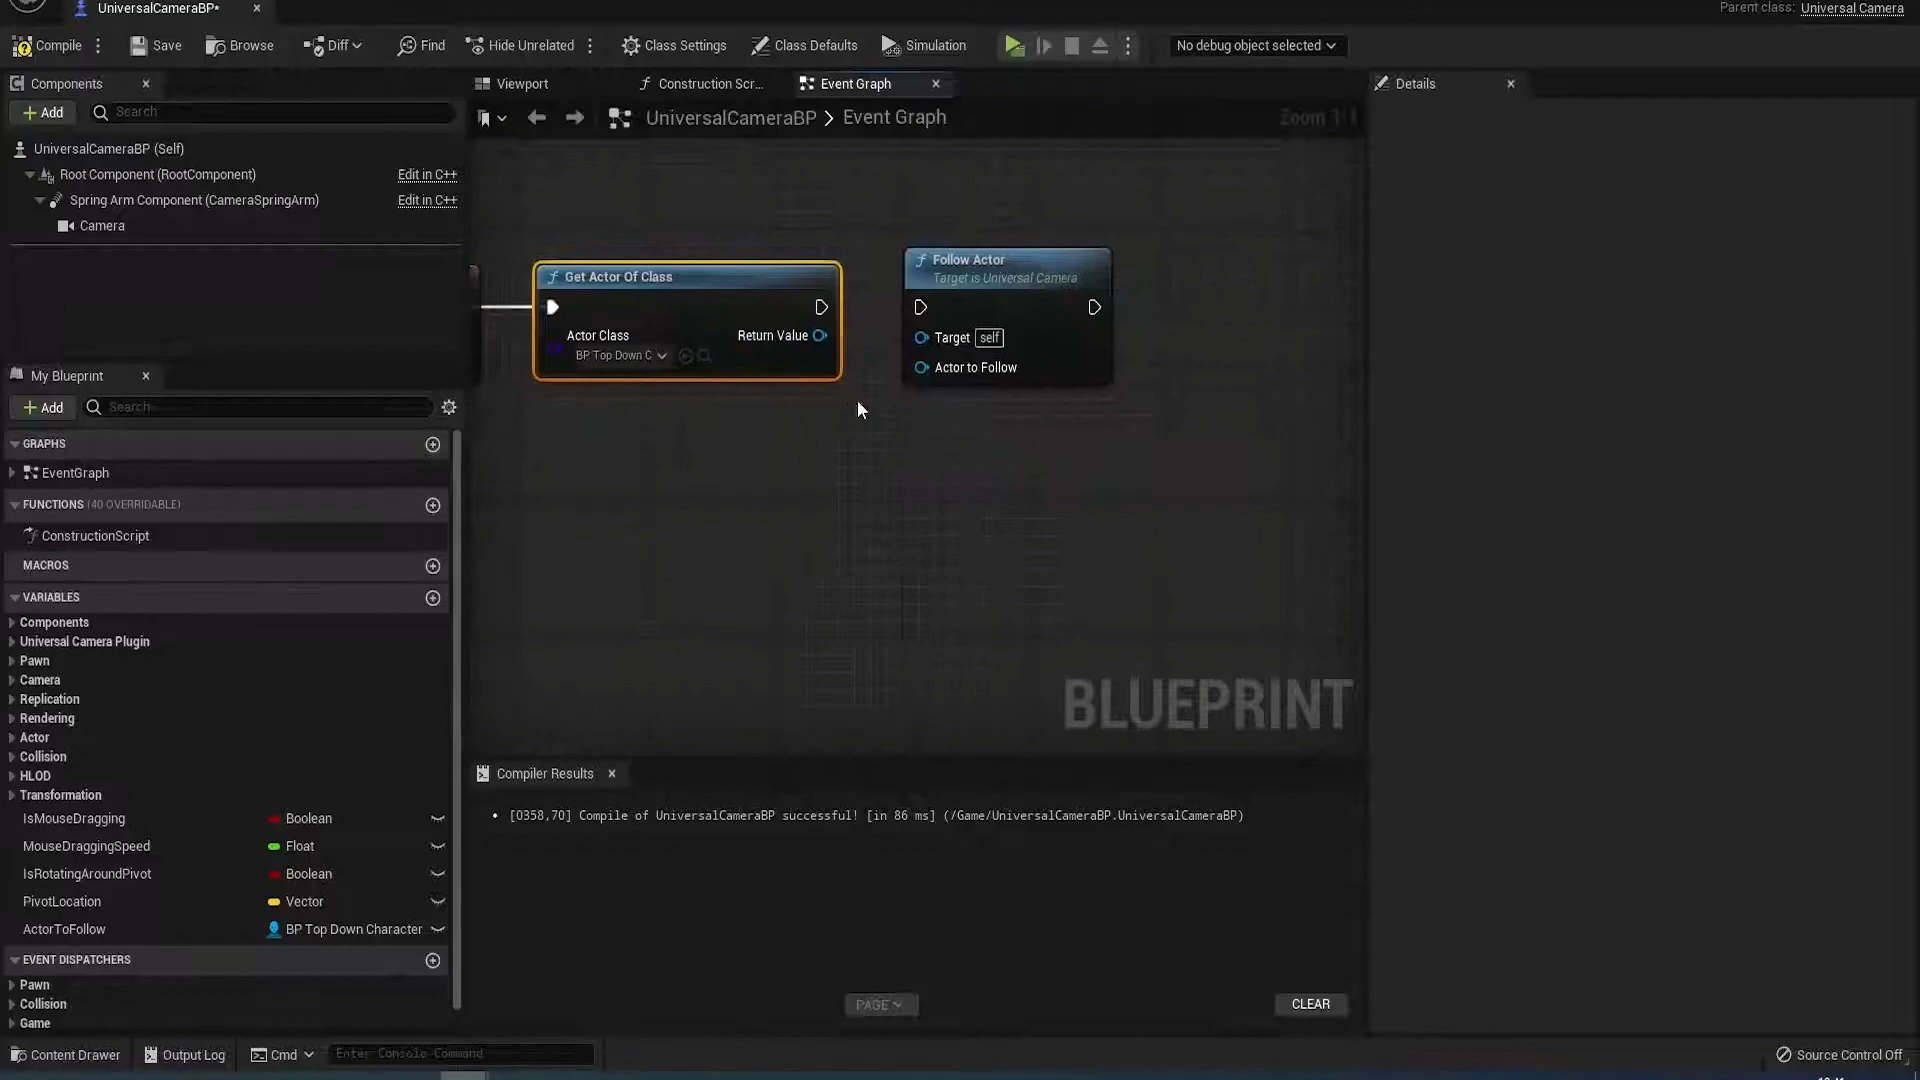 UniversalCameraBP*
Parent class: Universal Camera
Compile
Save
Browse
Diff
Find
Hide Unrelated
Class Settings
Class Defaults
Simulation
No debug object selected
Components
Add
Search
UniversalCameraBP (Self)
Root Component (RootComponent)
Edit in C++
Spring Arm Component (CameraSpringArm)
Edit in C++
Camera
My Blueprint
Add
Search
GRAPHS
EventGraph
FUNCTIONS (40 OVERRIDABLE)
ConstructionScript
MACROS
VARIABLES
Components
Universal Camera Plugin
Pawn
Camera
Replication
Rendering
Actor
Collision
HLOD
Transformation
IsMouseDragging
Boolean
MouseDraggingSpeed
Float
IsRotatingAroundPivot
Boolean
PivotLocation
Vector
ActorToFollow
BP Top Down Character
EVENT DISPATCHERS
Pawn
Collision
Game
Viewport
Construction Scr...
Event Graph
UniversalCameraBP > Event Graph
Zoom 1:1
Get Actor Of Class
Actor Class
BP Top Down C
Return Value
Follow Actor
Target is Universal Camera
Target self
Actor to Follow
BLUEPRINT
Compiler Results
[0358,70] Compile of UniversalCameraBP successful! [in 86 ms] (/Game/UniversalCameraBP.UniversalCameraBP)
PAGE
CLEAR
Details
Content Drawer
Output Log
Cmd
Enter Console Command
Source Control Off